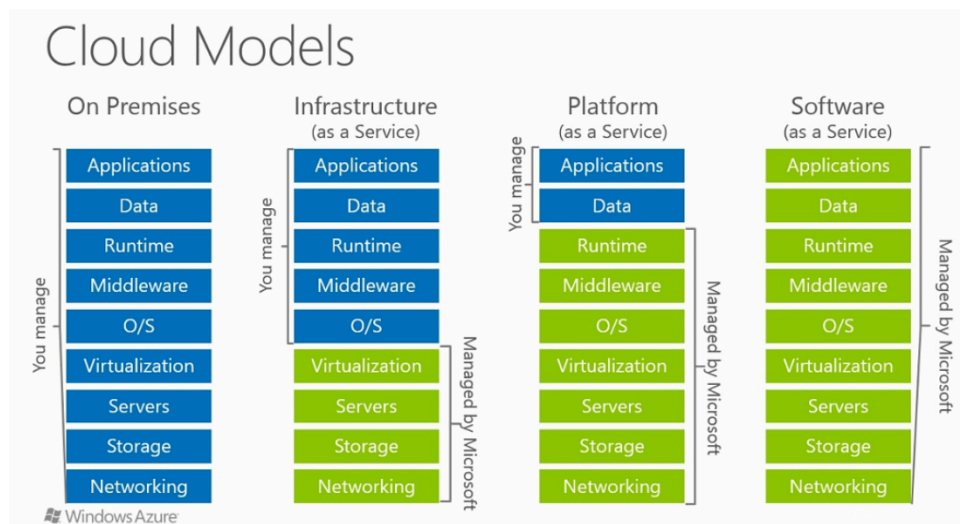 Cloud Models
On Premises
You manage
Applications
Data
Runtime
Middleware
O/S
Virtualization
Servers
Storage
Networking
Infrastructure
(as a Service)
You manage
Applications
Data
Runtime
Middleware
O/S
Virtualization
Servers
Storage
Networking
Managed by Microsoft
Platform
(as a Service)
You manage
Applications
Data
Runtime
Middleware
O/S
Virtualization
Servers
Storage
Networking
Managed by Microsoft
Software
(as a Service)
Applications
Data
Runtime
Middleware
O/S
Virtualization
Servers
Storage
Networking
Managed by Microsoft
Windows Azure